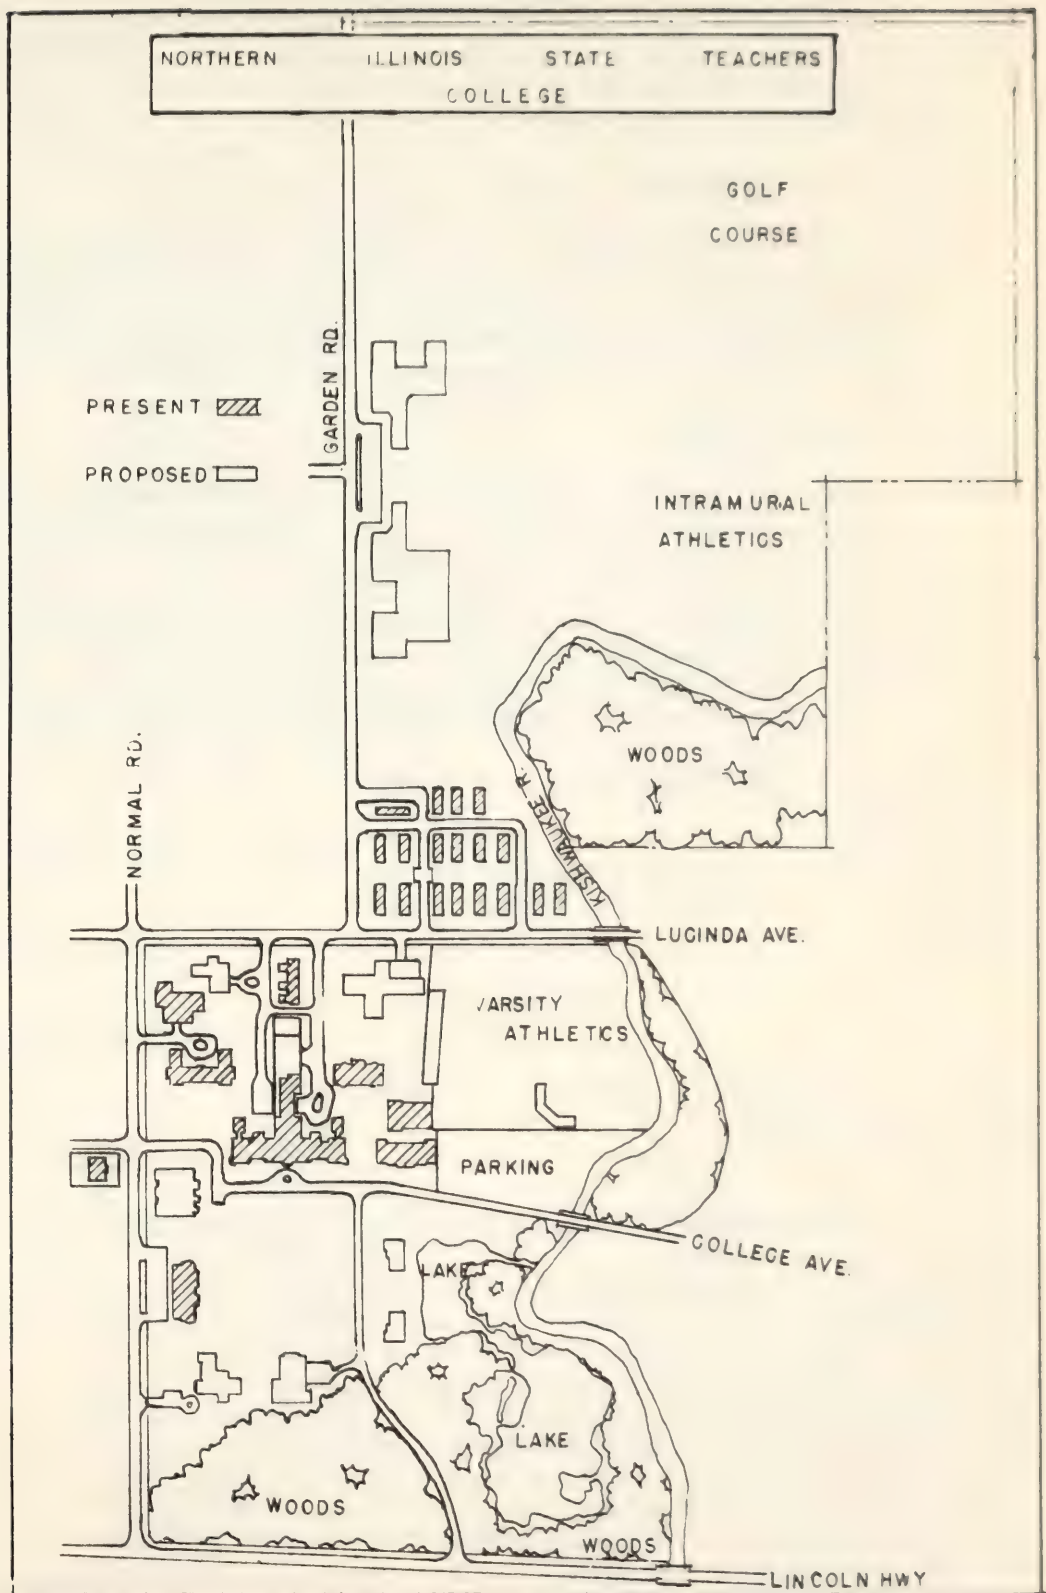 NORTHERN ILLINOIS STATE TEACHERS
COLLEGE
GOLF
COURSE
GARDEN RD.
PRESENT
PROPOSED
INTRAMURAL
ATHLETICS
WOODS
NORMAL RD.
KISHWAUKEE R.
LUCINDA AVE.
VARSITY
ATHLETICS
PARKING
COLLEGE AVE.
LAKE
LAKE
WOODS
WOODS
LINCOLN HWY